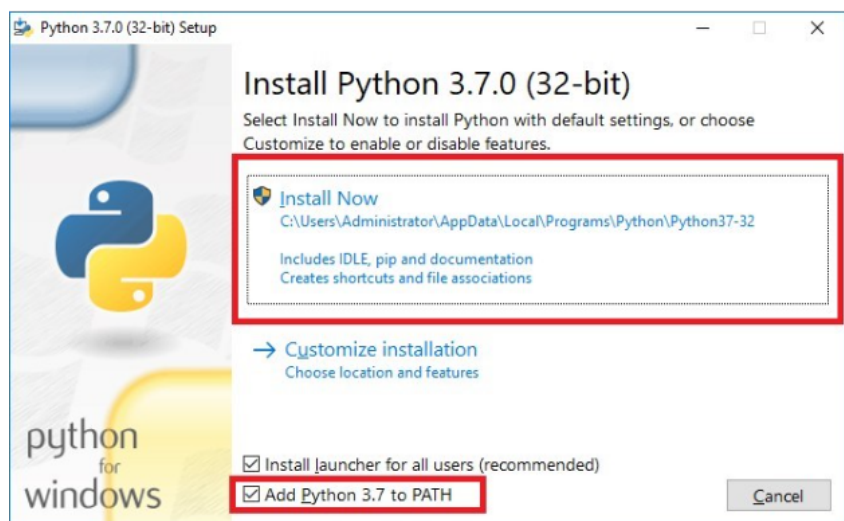 Python 3.7.0 (32-bit) Setup
Install Python 3.7.0 (32-bit)
Select Install Now to install Python with default settings, or choose
Customize to enable or disable features.
Install Now
C:\Users\Administrator\AppData\Local\Programs\Python\Python37-32
Includes IDLE, pip and documentation
Creates shortcuts and file associations
Customize installation
Choose location and features
python
for
windows
Install launcher for all users (recommended)
Add Python 3.7 to PATH
Cancel